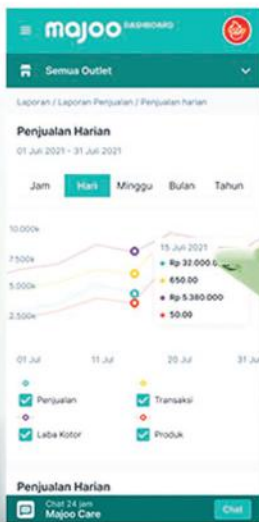 majoo DASHBOARD
Semua Outlet
Laporan / Laporan Penjualan / Penjualan harian
Penjualan Harian
01 Juli 2021 - 31 Juli 2021
Jam Hari Minggu Bulan Tahun
10.000k
7.500k
5.000k
2.500k
15 Juli 2021
Rp 32.000.0
650.00
Rp 5.380.000
50.00
01 Jul 11 Jul 20 Jul 31 Jul
Penjualan Transaksi
Laba Kotor Produk
Penjualan Harian
Chat 24 jam
Majoo Care
Chat